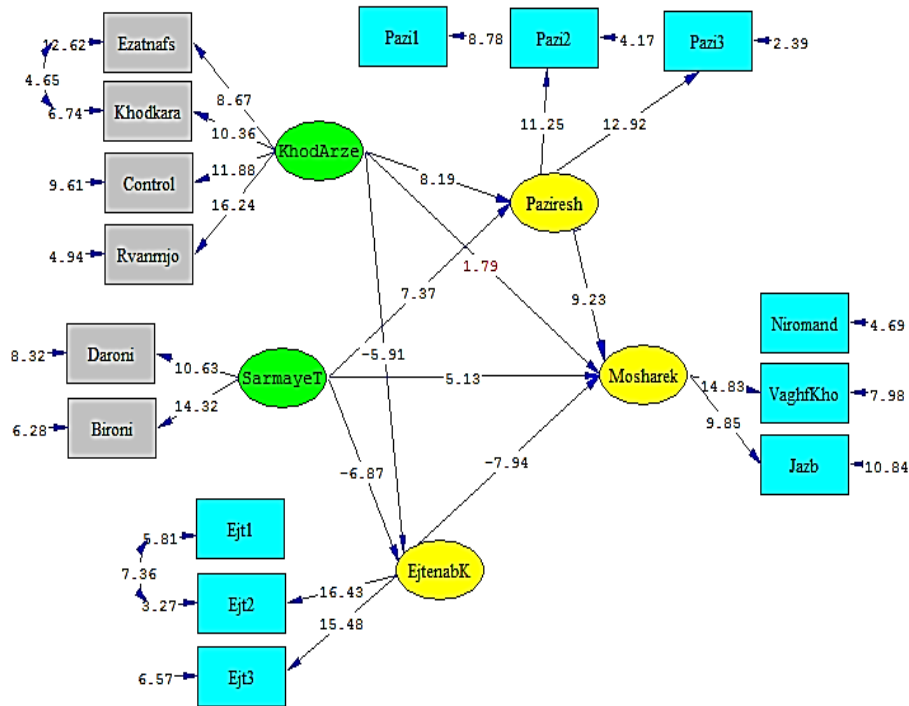 Pazi1
8.78
Pazi2
4.17
Pazi3
2.39
12.62
Ezatnafs
4.65
8.67
6.74
Khodkara
10.36
KhodArze
11.25
12.92
9.61
Control
11.88
8.19
16.24
Paziresh
4.94
Rvanrnjo
1.79
7.37
9.23
Niromand
4.69
8.32
Daroni
10.63
-5.91
SarmayeT
5.13
Mosharek
14.83
VaghfKho
7.98
14.32
9.85
6.28
Bironi
-6.87
-7.94
Jazb
10.84
5.81
Ejt1
7.36
EjtenabK
3.27
Ejt2
16.43
15.48
6.57
Ejt3